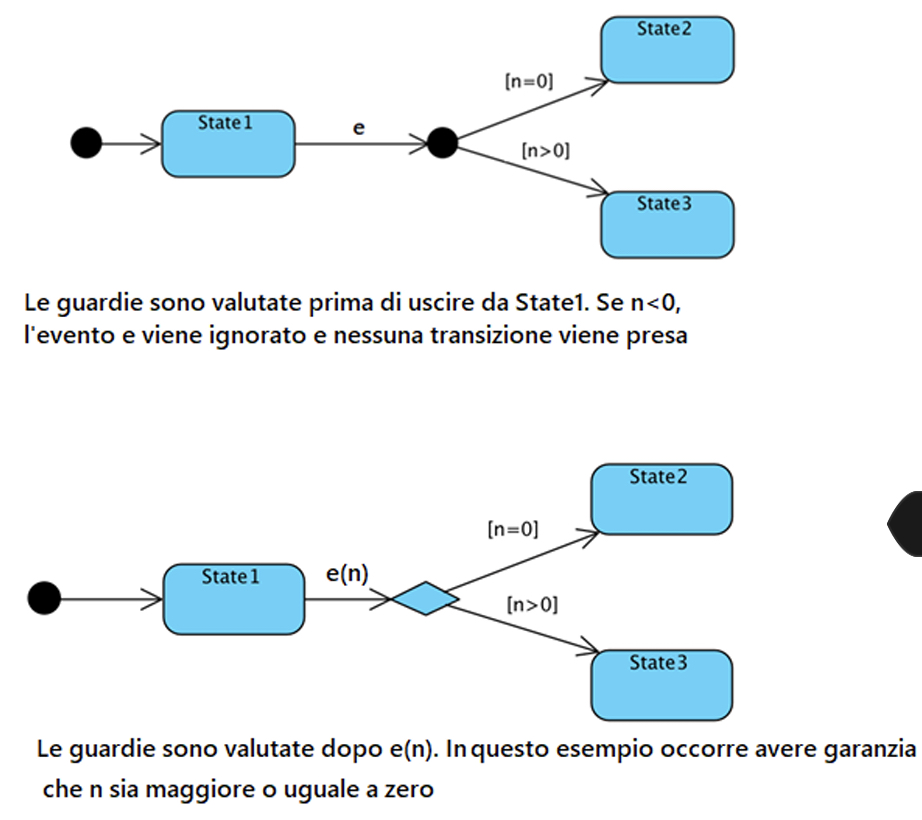 State2
[n=0]
State1
e
[n>0]
State3
Le guardie sono valutate prima di uscire da State1. Se n<0,
l'evento e viene ignorato e nessuna transizione viene presa
State2
[n=0]
State1
e(n)
[n>0]
State3
Le guardie sono valutate dopo e(n). In questo esempio occorre avere garanzia
che n sia maggiore o uguale a zero